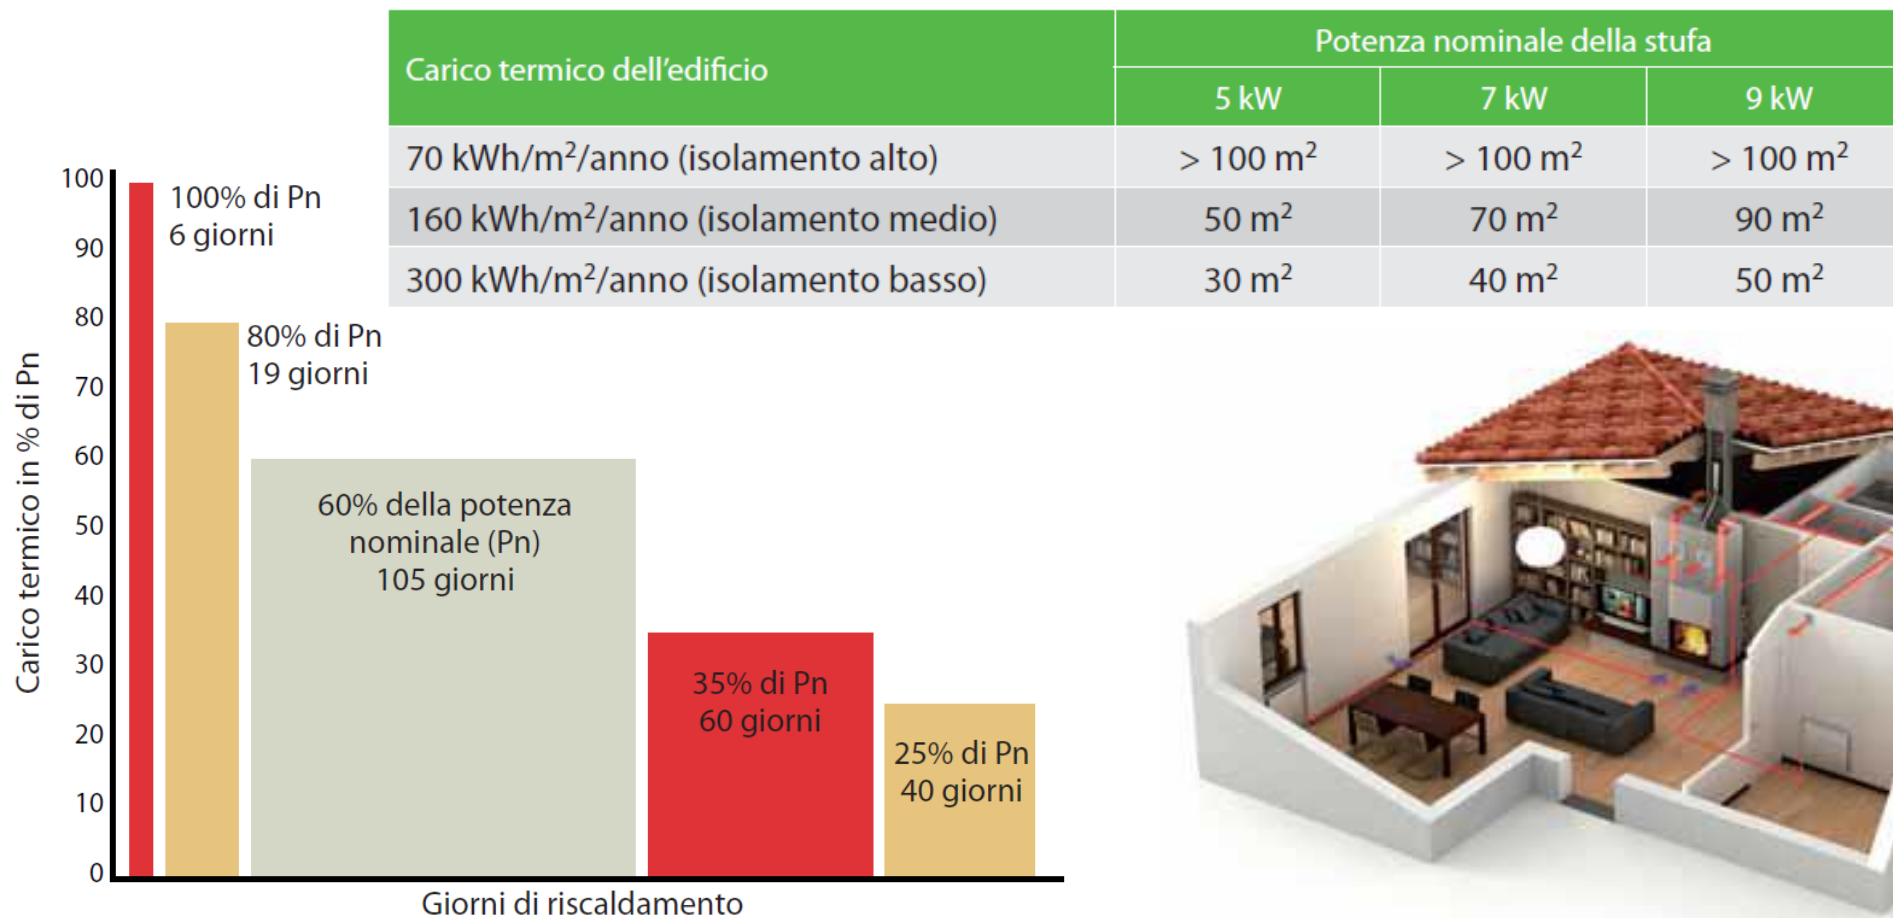 Carico termico dell'edificio
Potenza nominale della stufa
5 kW
7 kW
9 kW
70 kWh/m²/anno (isolamento alto)
> 100 m²
> 100 m²
> 100 m²
160 kWh/m²/anno (isolamento medio)
50 m²
70 m²
90 m²
300 kWh/m²/anno (isolamento basso)
30 m²
40 m²
50 m²
Carico termico in % di Pn
100
90
80
70
60
50
40
30
20
10
0
100% di Pn
6 giorni
80% di Pn
19 giorni
60% della potenza
nominale (Pn)
105 giorni
35% di Pn
60 giorni
25% di Pn
40 giorni
Giorni di riscaldamento